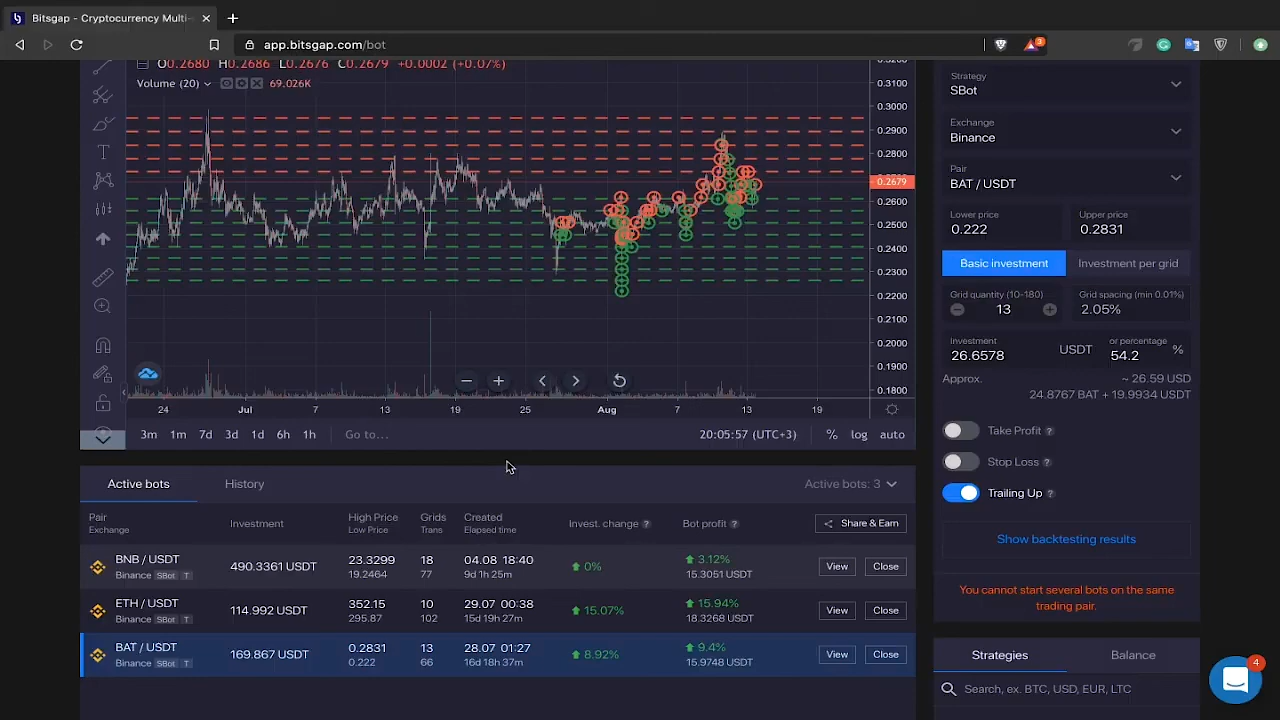 Bitsgap - Cryptocurrency Multi-
app.bitsgap.com/bot
3
O0.2680 H0.2686 L0.2676 C0.2679 +0.0002 (+0.07%)
Volume (20) 69.026K
0.3100
0.3000
0.2900
0.2800
0.2679
0.2600
0.2500
0.2400
0.2300
0.2200
0.2100
0.2000
0.1900
0.1800
24 Jul 7 13 19 25 Aug 7 13 19
3m 1m 7d 3d 1d 6h 1h Go to... 20:05:57 (UTC+3) % log auto
Strategy
SBot
Exchange
Binance
Pair
BAT / USDT
Lower price Upper price
0.222 0.2831
Basic investment Investment per grid
Grid quantity (10-180) Grid spacing (min 0.01%)
13 2.05%
Investment or percentage
26.6578 USDT 54.2 %
Approx. ~ 26.59 USD
24.8767 BAT + 19.9934 USDT
Take Profit ?
Stop Loss ?
Trailing Up ?
Show backtesting results
You cannot start several bots on the same
trading pair.
Strategies Balance
Search, ex. BTC, USD, EUR, LTC
4
Active bots History Active bots: 3
Pair Investment High Price Grids Created Invest. change ? Bot profit ? Share & Earn
Exchange Low Price Trans Elapsed time
BNB / USDT 490.3361 USDT 23.3299 18 04.08 18:40 0% 3.12% View Close
Binance SBot T 19.2464 77 9d 1h 25m 15.3051 USDT
ETH / USDT 114.992 USDT 352.15 10 29.07 00:38 15.07% 15.94% View Close
Binance SBot T 295.87 102 15d 19h 27m 18.3268 USDT
BAT / USDT 169.867 USDT 0.2831 13 28.07 01:27 8.92% 9.4% View Close
Binance SBot T 0.222 66 16d 18h 37m 15.9748 USDT